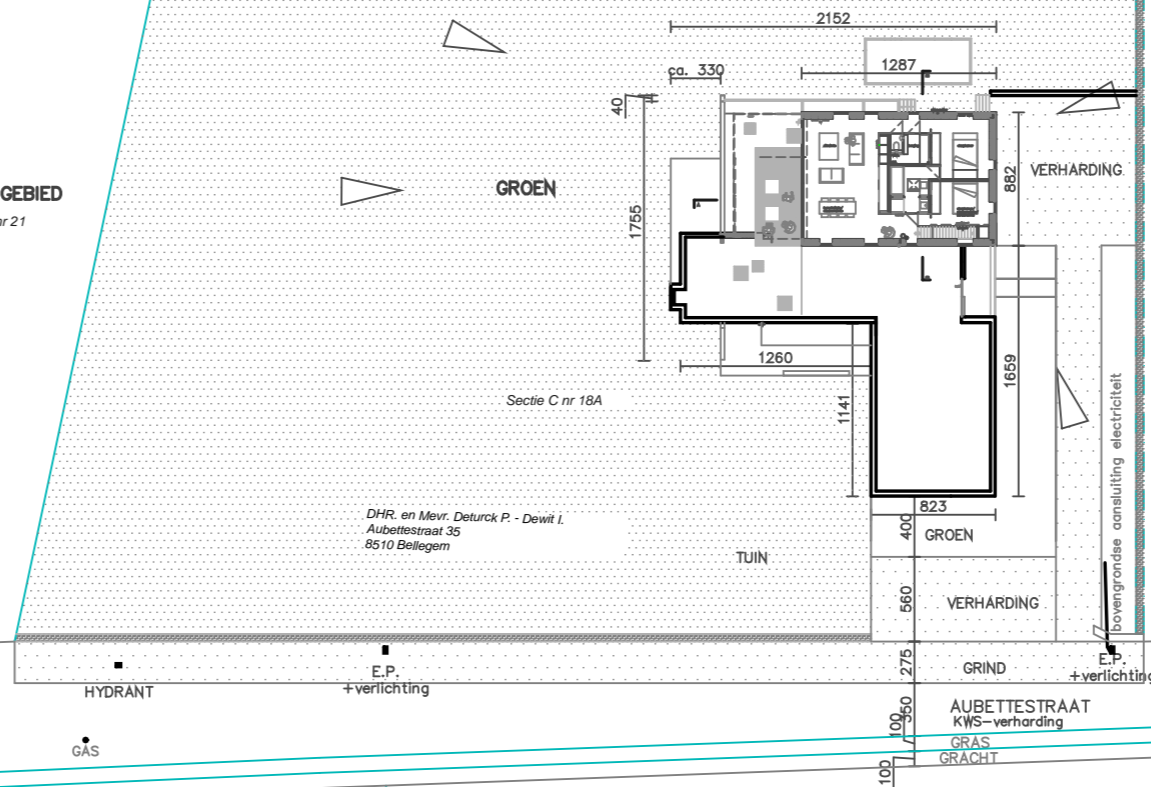 2152
1287
ca. 330
40
GEBIED
nr 21
GROEN
VERHARDING
882
1755
1260
1659
1141
Sectie C nr 18A
bovengrondse aansluiting electriciteit
DHR. en Mevr. Deturck P. - Dewit I.
Aubettestraat 35
8510 Bellegem
823
400
GROEN
TUIN
560
VERHARDING
275
GRIND
E.P.
+verlichting
E.P.
+verlichting
HYDRANT
350
AUBETTESTRAAT
KWS-verharding
100
GAS
GRAS
GRACHT
100